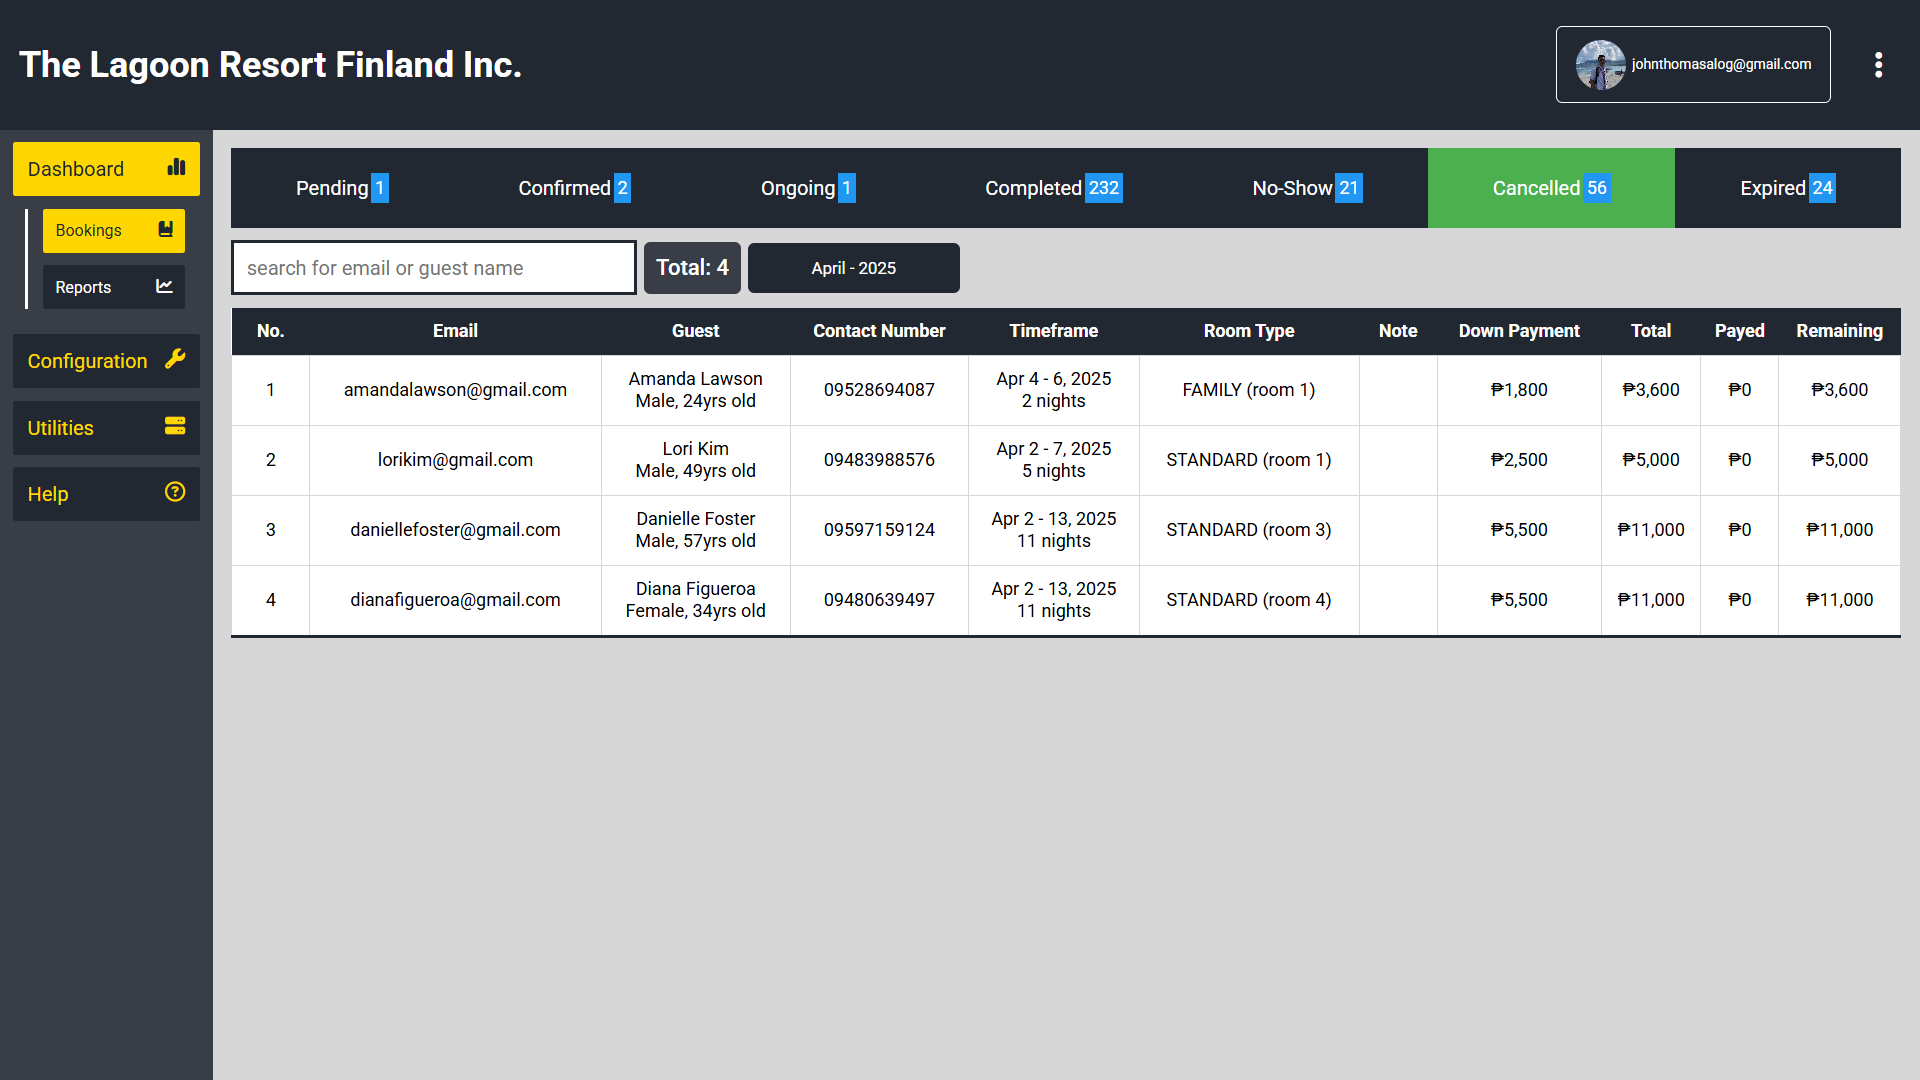 The Lagoon Resort Finland Inc.
johnthomasalog@gmail.com
Dashboard
Bookings
Reports
Configuration
Utilities
Help
Pending 1 Confirmed 2 Ongoing 1 Completed 232 No-Show 21 Cancelled 56 Expired 24
search for email or guest name Total: 4 April - 2025
No. Email Guest Contact Number Timeframe Room Type Note Down Payment Total Payed Remaining
1 amandalawson@gmail.com Amanda Lawson Male, 24yrs old 09528694087 Apr 4 - 6, 2025 2 nights FAMILY (room 1) ₱1,800 ₱3,600 ₱0 ₱3,600
2 lorikim@gmail.com Lori Kim Male, 49yrs old 09483988576 Apr 2 - 7, 2025 5 nights STANDARD (room 1) ₱2,500 ₱5,000 ₱0 ₱5,000
3 daniellefoster@gmail.com Danielle Foster Male, 57yrs old 09597159124 Apr 2 - 13, 2025 11 nights STANDARD (room 3) ₱5,500 ₱11,000 ₱0 ₱11,000
4 dianafigueroa@gmail.com Diana Figueroa Female, 34yrs old 09480639497 Apr 2 - 13, 2025 11 nights STANDARD (room 4) ₱5,500 ₱11,000 ₱0 ₱11,000